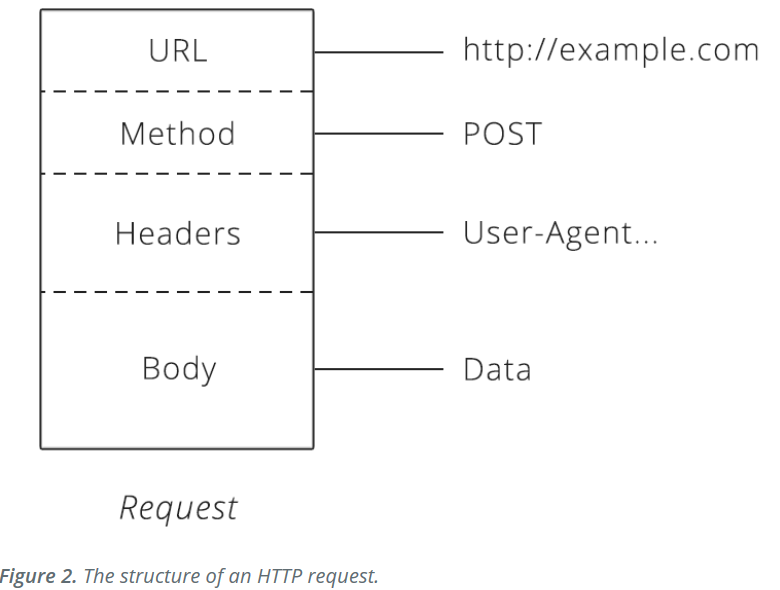 URL http://example.com
Method POST
Headers User-Agent...
Body Data
Request
Figure 2. The structure of an HTTP request.